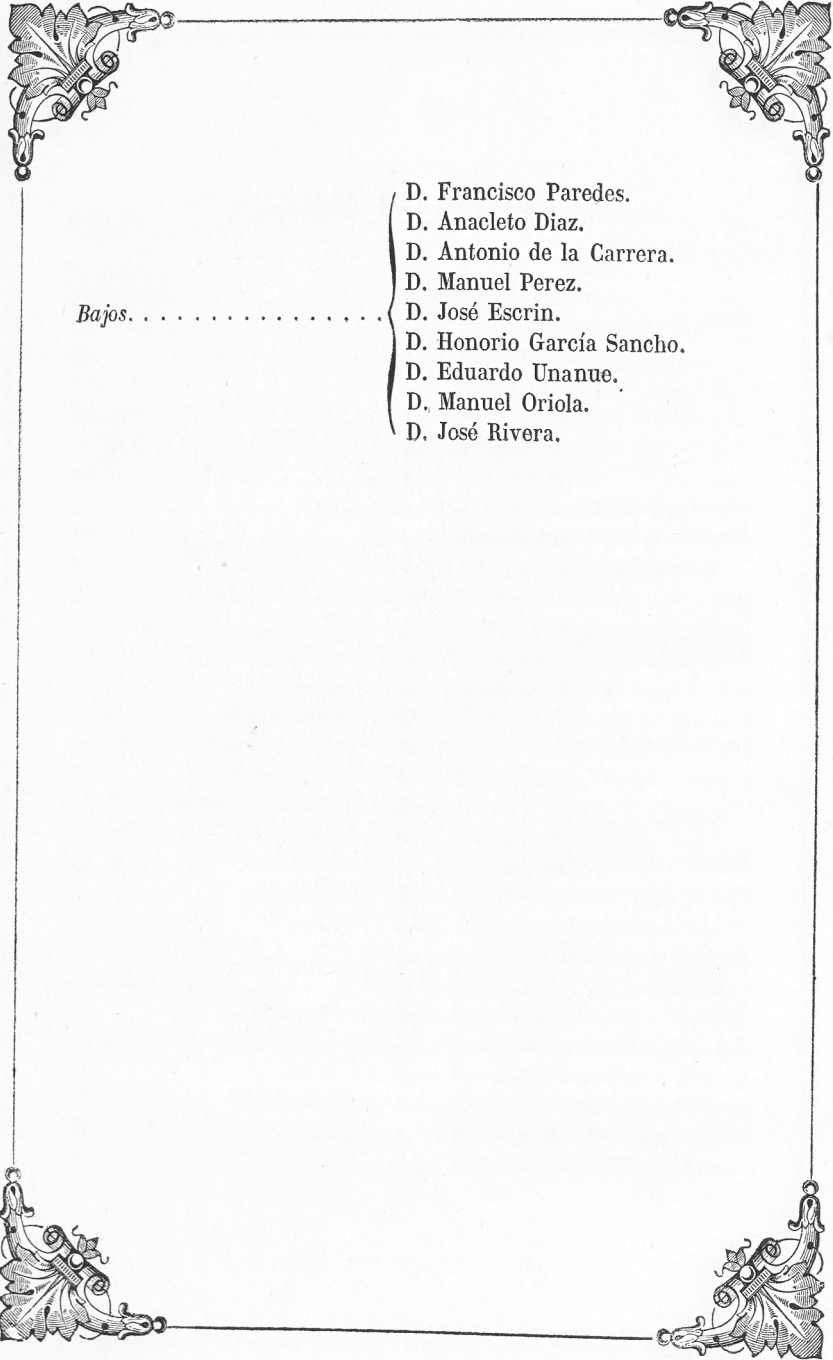 D. Francisco Paredes.
D. Anacleto Diaz.
D. Antonio de la Carrera.
D. Manuel Perez.
Bajos. . . . . . . . . . . . . . . . . D. José Escrin.
D. Honorio García Sancho.
D. Eduardo Unanue.
D. Manuel Oriola.
D. José Rivera.